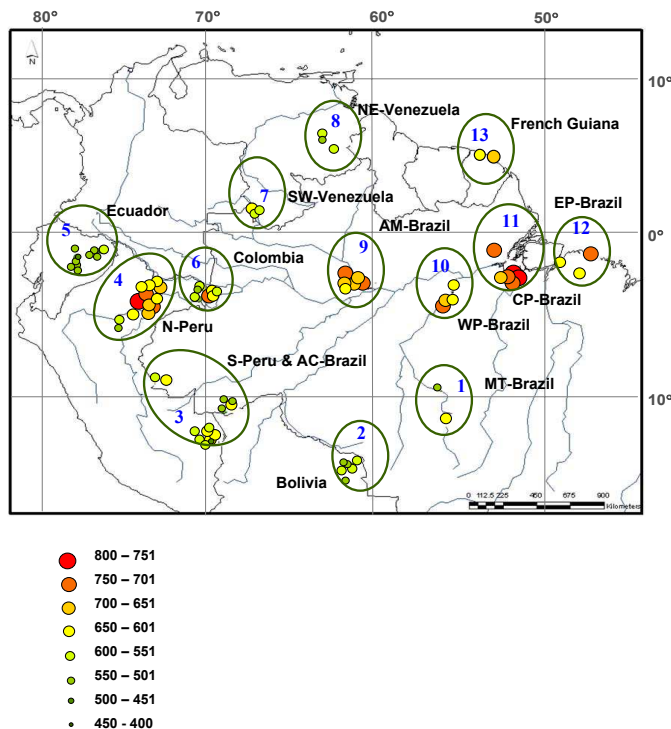 80° 70° 60° 50°
10°
0°
10°
N
NE-Venezuela
8
13
French Guiana
7
SW-Venezuela
Ecuador
5
EP-Brazil
AM-Brazil
11
12
Colombia
6
9
10
4
CP-Brazil
N-Peru
WP-Brazil
S-Peru & AC-Brazil
1
MT-Brazil
3
2
Bolivia
0 112.5 225 450 675 900
Kilometers
800 – 751
750 – 701
700 – 651
650 – 601
600 – 551
550 – 501
500 – 451
450 - 400